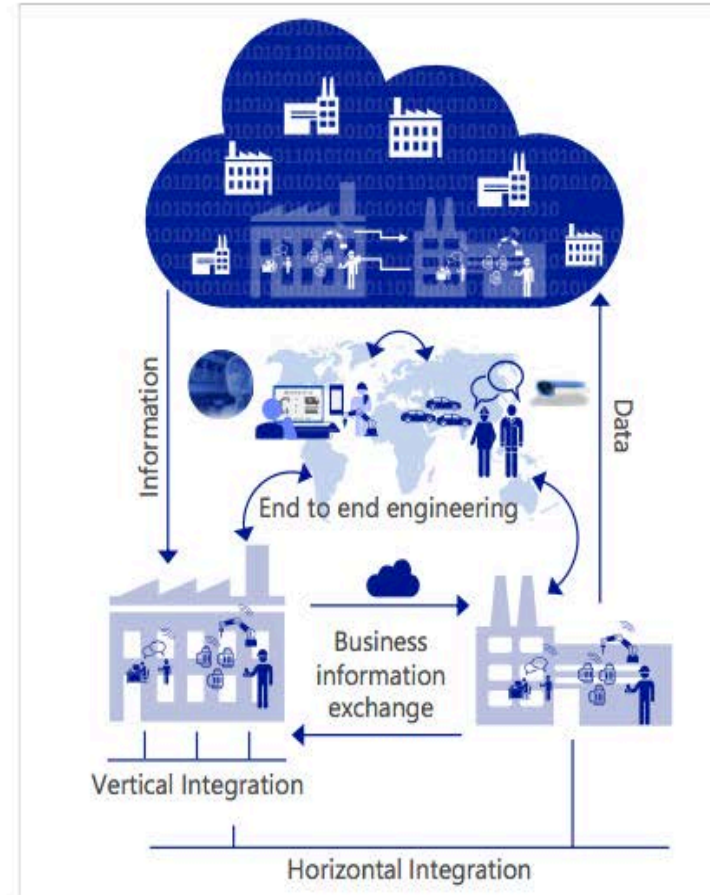 Information
Data
End to end engineering
Business
information
exchange
Vertical Integration
Horizontal Integration